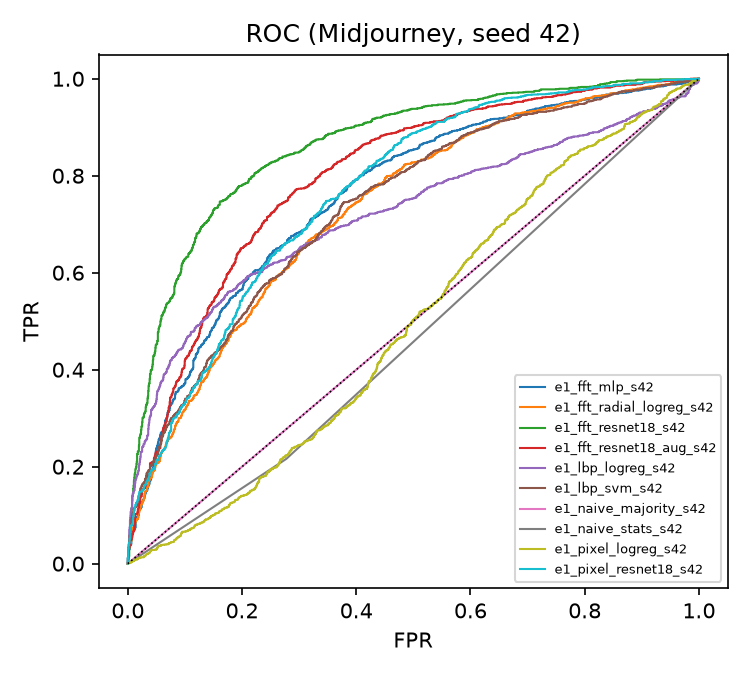 ROC (Midjourney, seed 42)
1.0
0.8
0.6
0.4
0.2
0.0
TPR
0.0 0.2 0.4 0.6 0.8 1.0
FPR
e1_fft_mlp_s42
e1_fft_radial_logreg_s42
e1_fft_resnet18_s42
e1_fft_resnet18_aug_s42
e1_lbp_logreg_s42
e1_lbp_svm_s42
e1_naive_majority_s42
e1_naive_stats_s42
e1_pixel_logreg_s42
e1_pixel_resnet18_s42